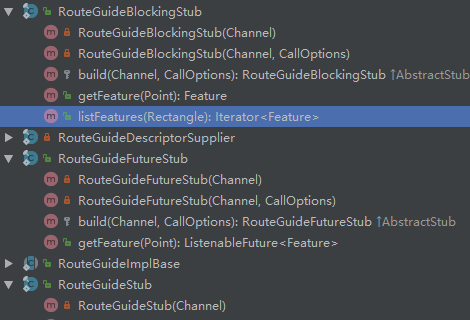 RouteGuideBlockingStub
RouteGuideBlockingStub(Channel)
RouteGuideBlockingStub(Channel, CallOptions)
build(Channel, CallOptions): RouteGuideBlockingStub ↑AbstractStub
getFeature(Point): Feature
listFeatures(Rectangle): Iterator<Feature>
RouteGuideDescriptorSupplier
RouteGuideFutureStub
RouteGuideFutureStub(Channel)
RouteGuideFutureStub(Channel, CallOptions)
build(Channel, CallOptions): RouteGuideFutureStub ↑AbstractStub
getFeature(Point): ListenableFuture<Feature>
RouteGuideImplBase
RouteGuideStub
RouteGuideStub(Channel)